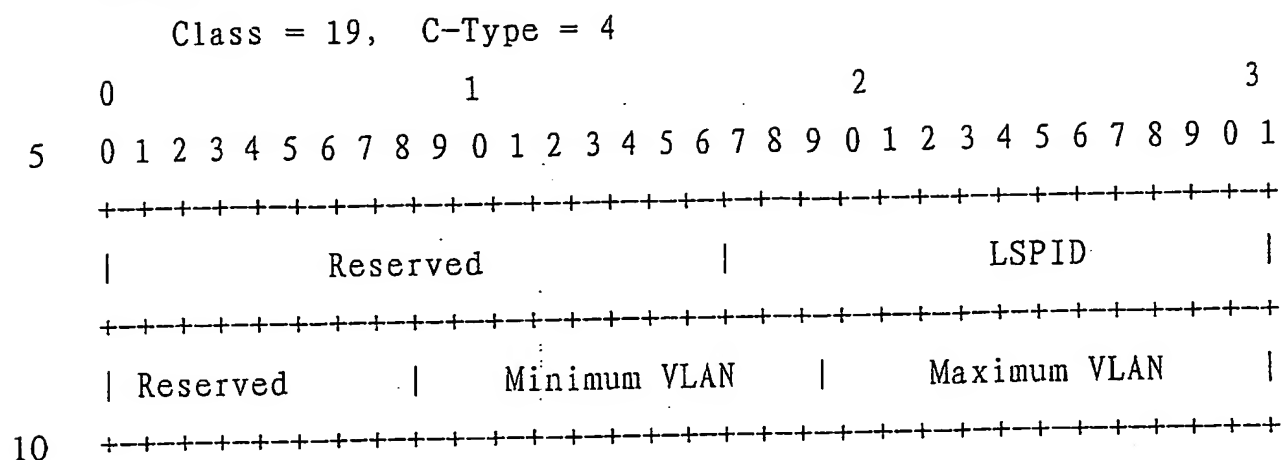 Class = 19, C-Type = 4
0 1 2 3
5 0 1 2 3 4 5 6 7 8 9 0 1 2 3 4 5 6 7 8 9 0 1 2 3 4 5 6 7 8 9 0 1
+-+-+-+-+-+-+-+-+-+-+-+-+-+-+-+-+-+-+-+-+-+-+-+-+-+-+-+-+-+-+-+
| Reserved | LSPID |
+-+-+-+-+-+-+-+-+-+-+-+-+-+-+-+-+-+-+-+-+-+-+-+-+-+-+-+-+-+-+-+
| Reserved | Minimum VLAN | Maximum VLAN |
10 +-+-+-+-+-+-+-+-+-+-+-+-+-+-+-+-+-+-+-+-+-+-+-+-+-+-+-+-+-+-+-+